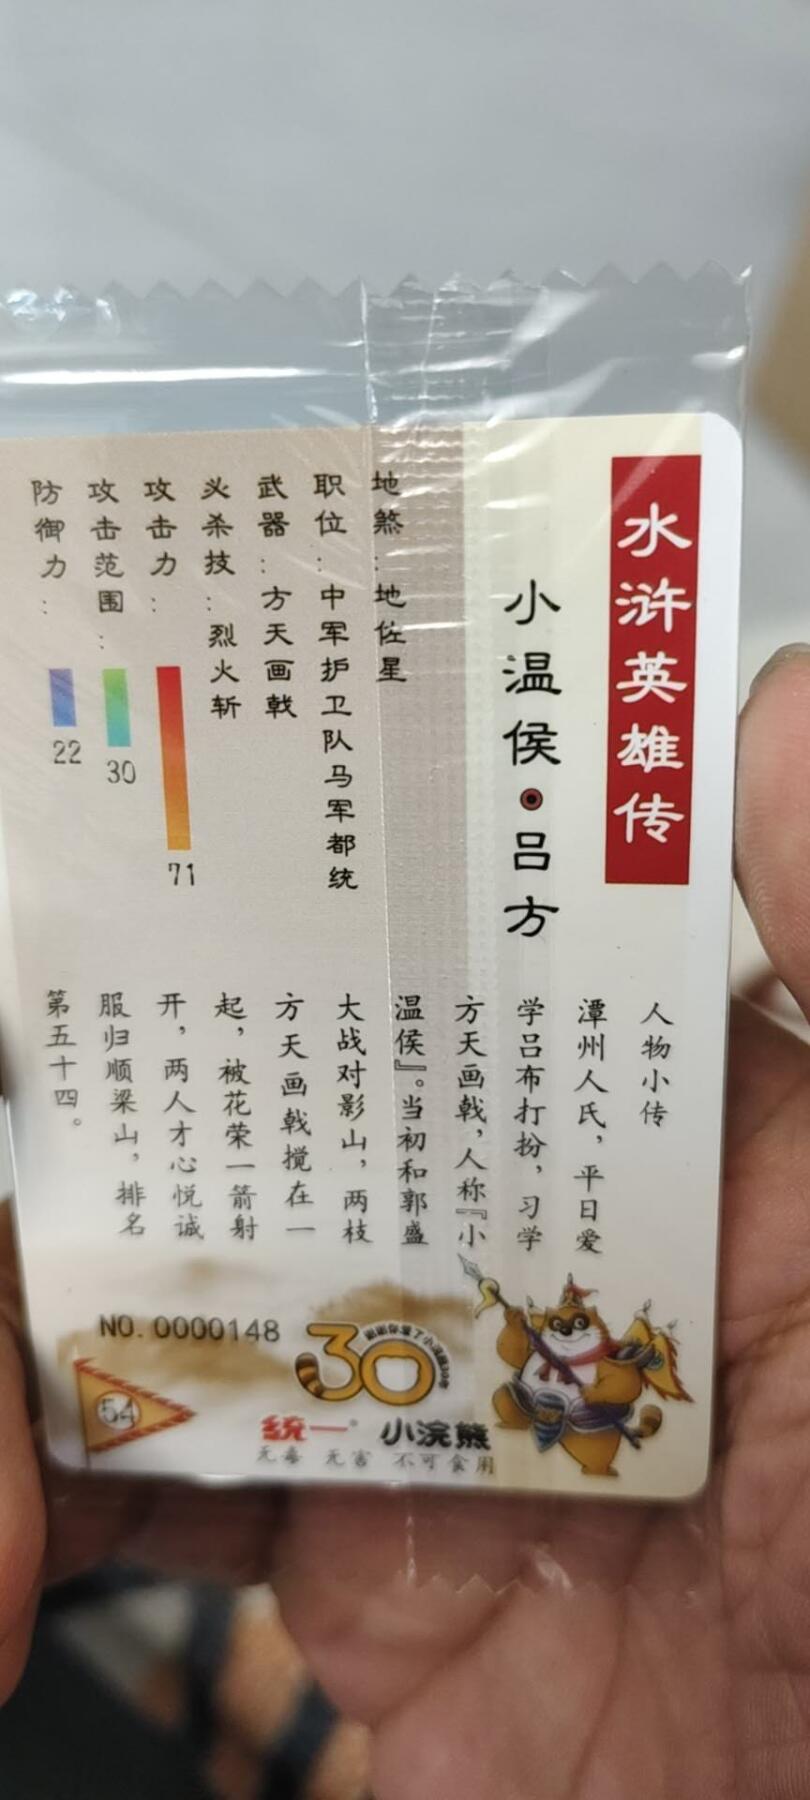 水浒英雄传
小温侯·吕方
地煞：地佐星
职位：中军护卫队马军都统
武器：方天画戟
必杀技：烈火斩
攻击力：
71
攻击范围：
30
防御力：
22
人物小传
潭州人氏，平日爱
学吕布打扮，习学
方天画戟，人称『小
温侯』。当初和郭盛
大战对影山，两枝
方天画戟搅在一
起，被花荣一箭射
开，两人才心悦诚
服归顺梁山，排名
第五十四。
NO.0000148
30
54
统一® 小浣熊
无毒 无害 不可食用